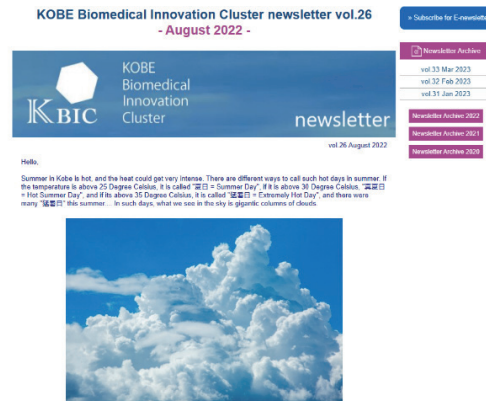 KOBE Biomedical Innovation Cluster newsletter vol.26
- August 2022 -
KBIC
KOBE
Biomedical
Innovation
Cluster
newsletter
vol.26 August 2022
Hello,
Summer in Kobe is hot, and the heat could get very intense. There are different ways to call such hot days in summer. If
the temperature is above 25 Degree Celsius, it is called "夏日 = Summer Day", if it is above 30 Degree Celsius, "真夏日
= Hot Summer Day", and if its above 35 Degree Celsius, it is called "猛暑日 = Extremely Hot Day", and there were
many "猛暑日" this summer… In such days, what we see in the sky is gigantic columns of clouds.
» Subscribe for E-newslette
Newsletter Archive
vol.33 Mar 2023
vol.32 Feb 2023
vol.31 Jan 2023
Newsletter Archive 2022
Newsletter Archive 2021
Newsletter Archive 2020